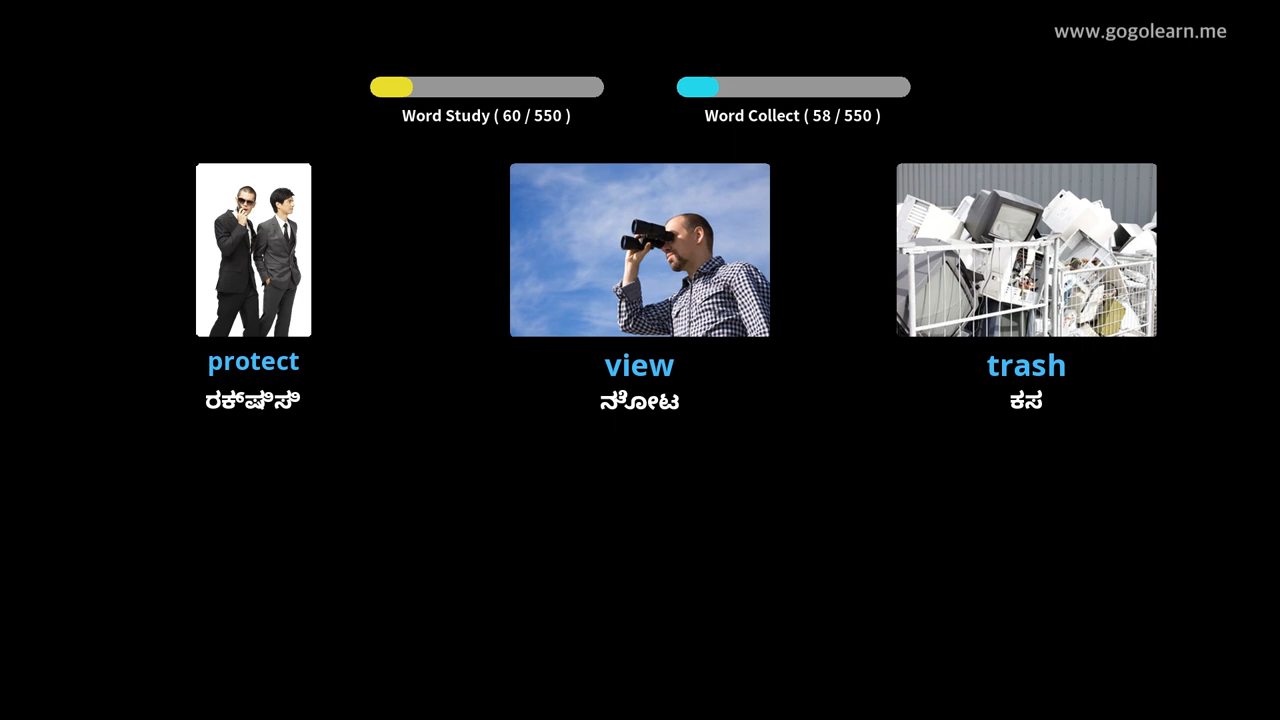 www.gogolearn.me
Word Study ( 60 / 550 )
Word Collect ( 58 / 550 )
protect
view
trash
ರಕ್ಷಿಸಿ
ನೋಟ
ಕಸ